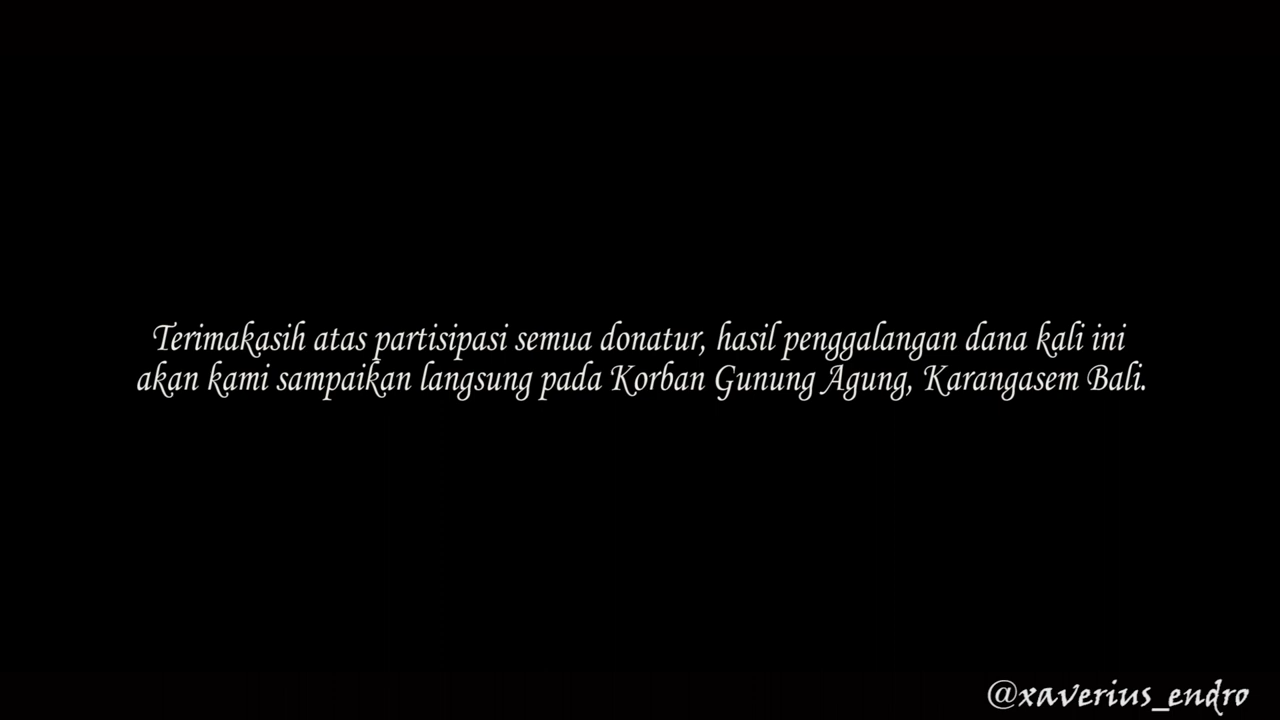 Terimakasih atas partisipasi semua donatur, hasil penggalangan dana kali ini
akan kami sampaikan langsung pada Korban Gunung Agung, Karangasem Bali.
@xaverius_endro